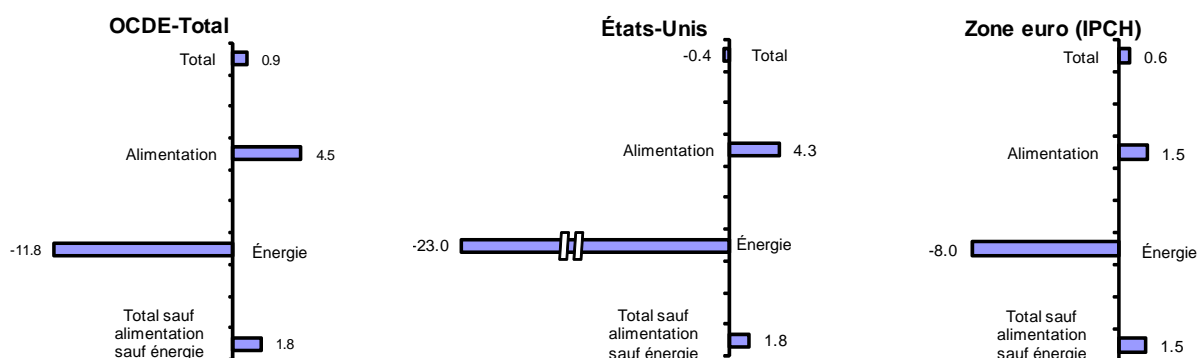 OCDE-Total
Total 0.9
Alimentation 4.5
-11.8 Énergie
Total sauf
alimentation
sauf énergie 1.8
États-Unis
-0.4 Total
Alimentation 4.3
-23.0 Énergie
Total sauf
alimentation
sauf énergie 1.8
Zone euro (IPCH)
Total 0.6
Alimentation 1.5
-8.0 Énergie
Total sauf
alimentation
sauf énergie 1.5